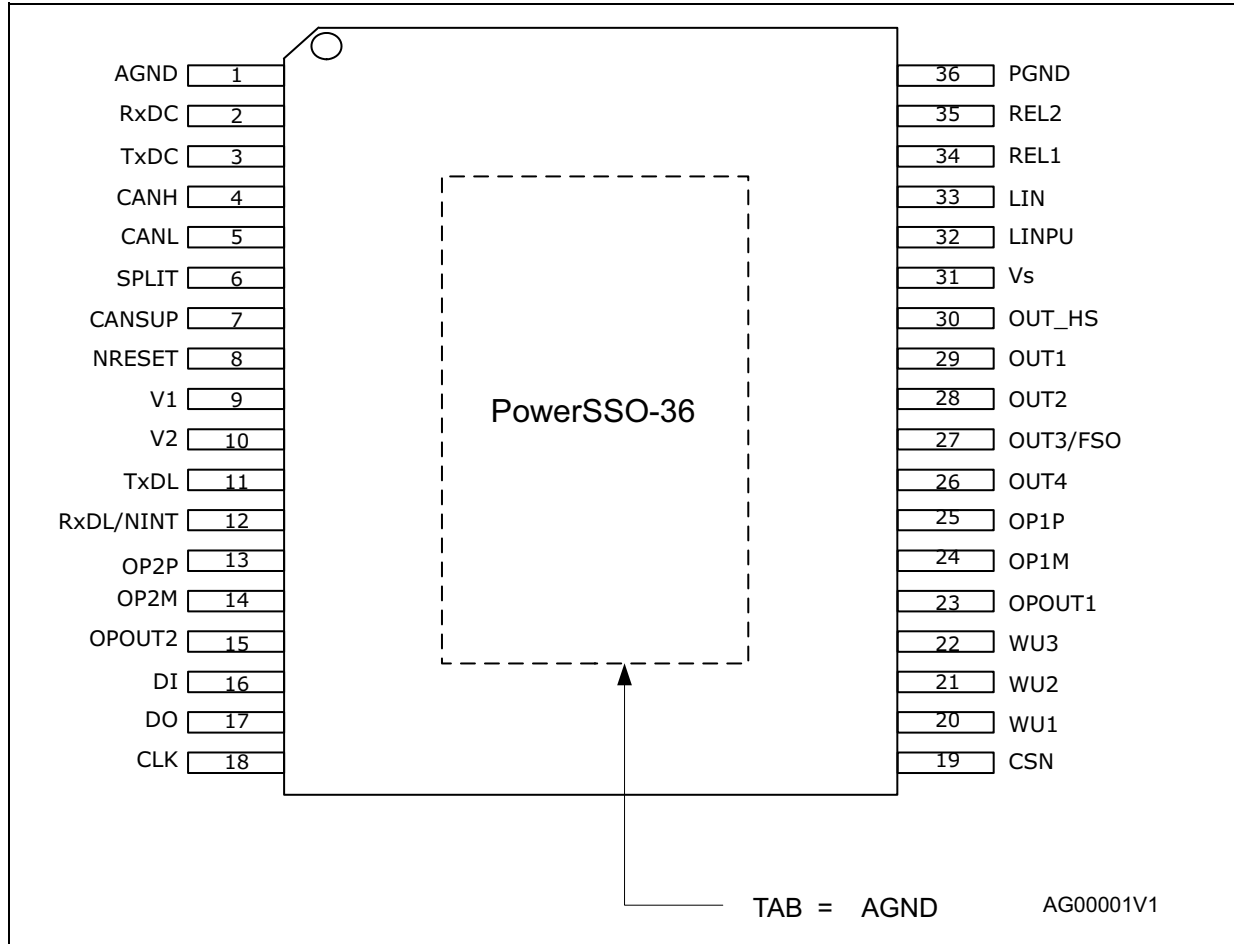 AGND 1 36 PGND
RxDC 2 35 REL2
TxDC 3 34 REL1
CANH 4 33 LIN
CANL 5 32 LINPU
SPLIT 6 31 Vs
CANSUP 7 30 OUT_HS
NRESET 8 29 OUT1
V1 9 28 OUT2
V2 10 27 OUT3/FSO
TxDL 11 26 OUT4
RxDL/NINT 12 25 OP1P
OP2P 13 24 OP1M
OP2M 14 23 OPOUT1
OPOUT2 15 22 WU3
DI 16 21 WU2
DO 17 20 WU1
CLK 18 19 CSN
PowerSSO-36
TAB = AGND
AG00001V1